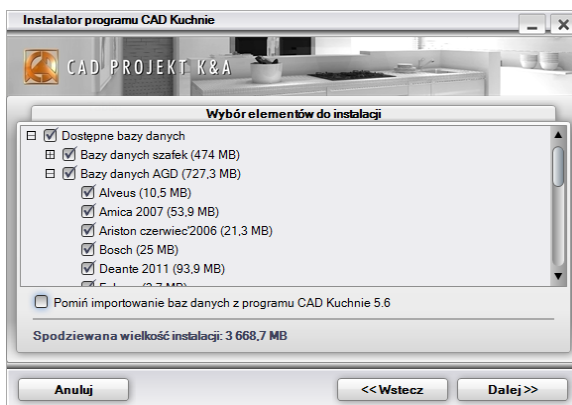 Instalator programu CAD Kuchnie
CAD PROJEKT K&A
Wybór elementów do instalacji
Dostępne bazy danych
Bazy danych szafek (474 MB)
Bazy danych AGD (727,3 MB)
Alveus (10,5 MB)
Amica 2007 (53,9 MB)
Ariston czerwiec'2006 (21,3 MB)
Bosch (25 MB)
Deante 2011 (93,9 MB)
Pomiń importowanie baz danych z programu CAD Kuchnie 5.6
Spodziewana wielkość instalacji: 3 668,7 MB
Anuluj
<< Wstecz
Dalej >>